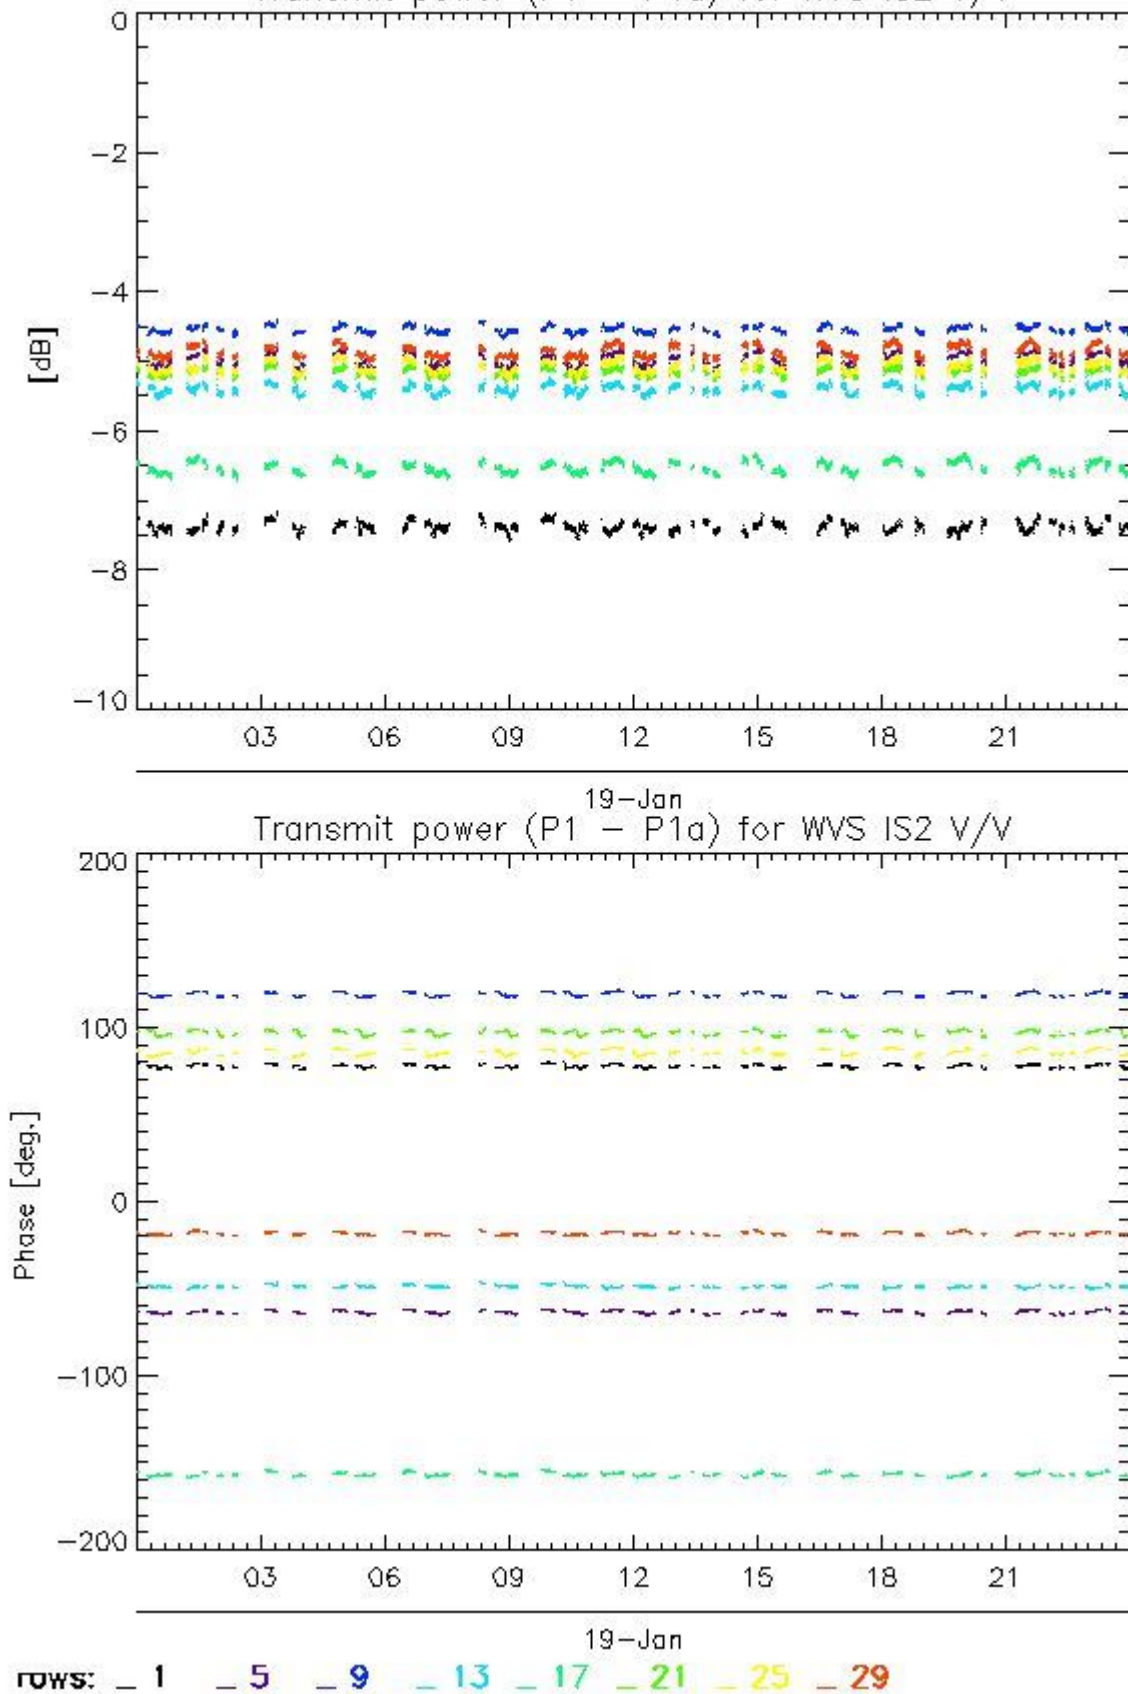 0
-2
-4
[dB]
-6
-8
-10
03 06 09 12 15 18 21
19-Jan
Transmit power (P1 - P1a) for WVS IS2 V/V
200
100
Phase [deg.]
0
-100
-200
03 06 09 12 15 18 21
19-Jan
rows: _ 1 _ 5 _ 9 _ 13 _ 17 _ 21 _ 25 _ 29